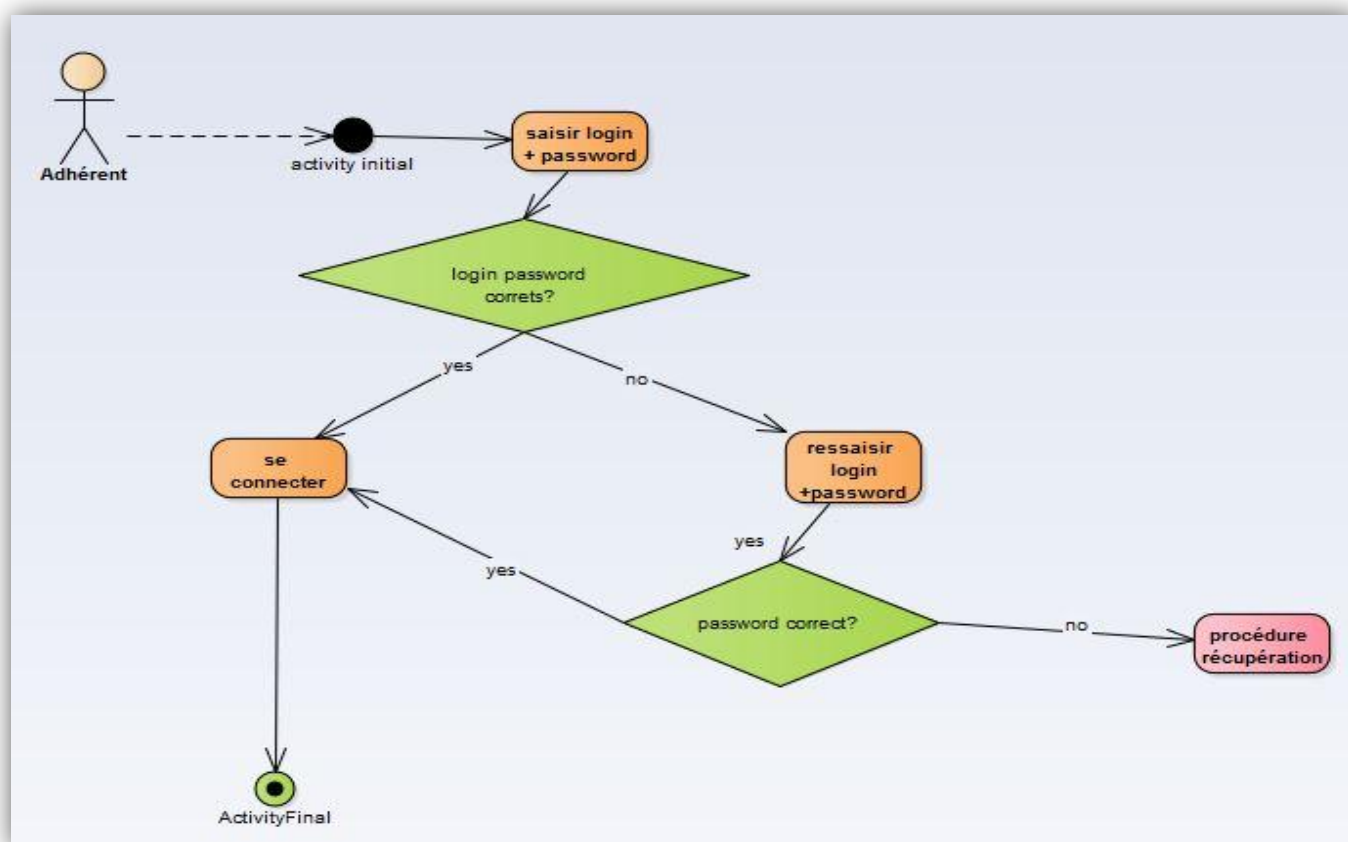 Adhérent
activity initial
saisir login
+ password
login password
correts?
yes
no
se
connecter
ressaisir
login
+password
yes
yes
password correct?
no
procédure
récupération
ActivityFinal